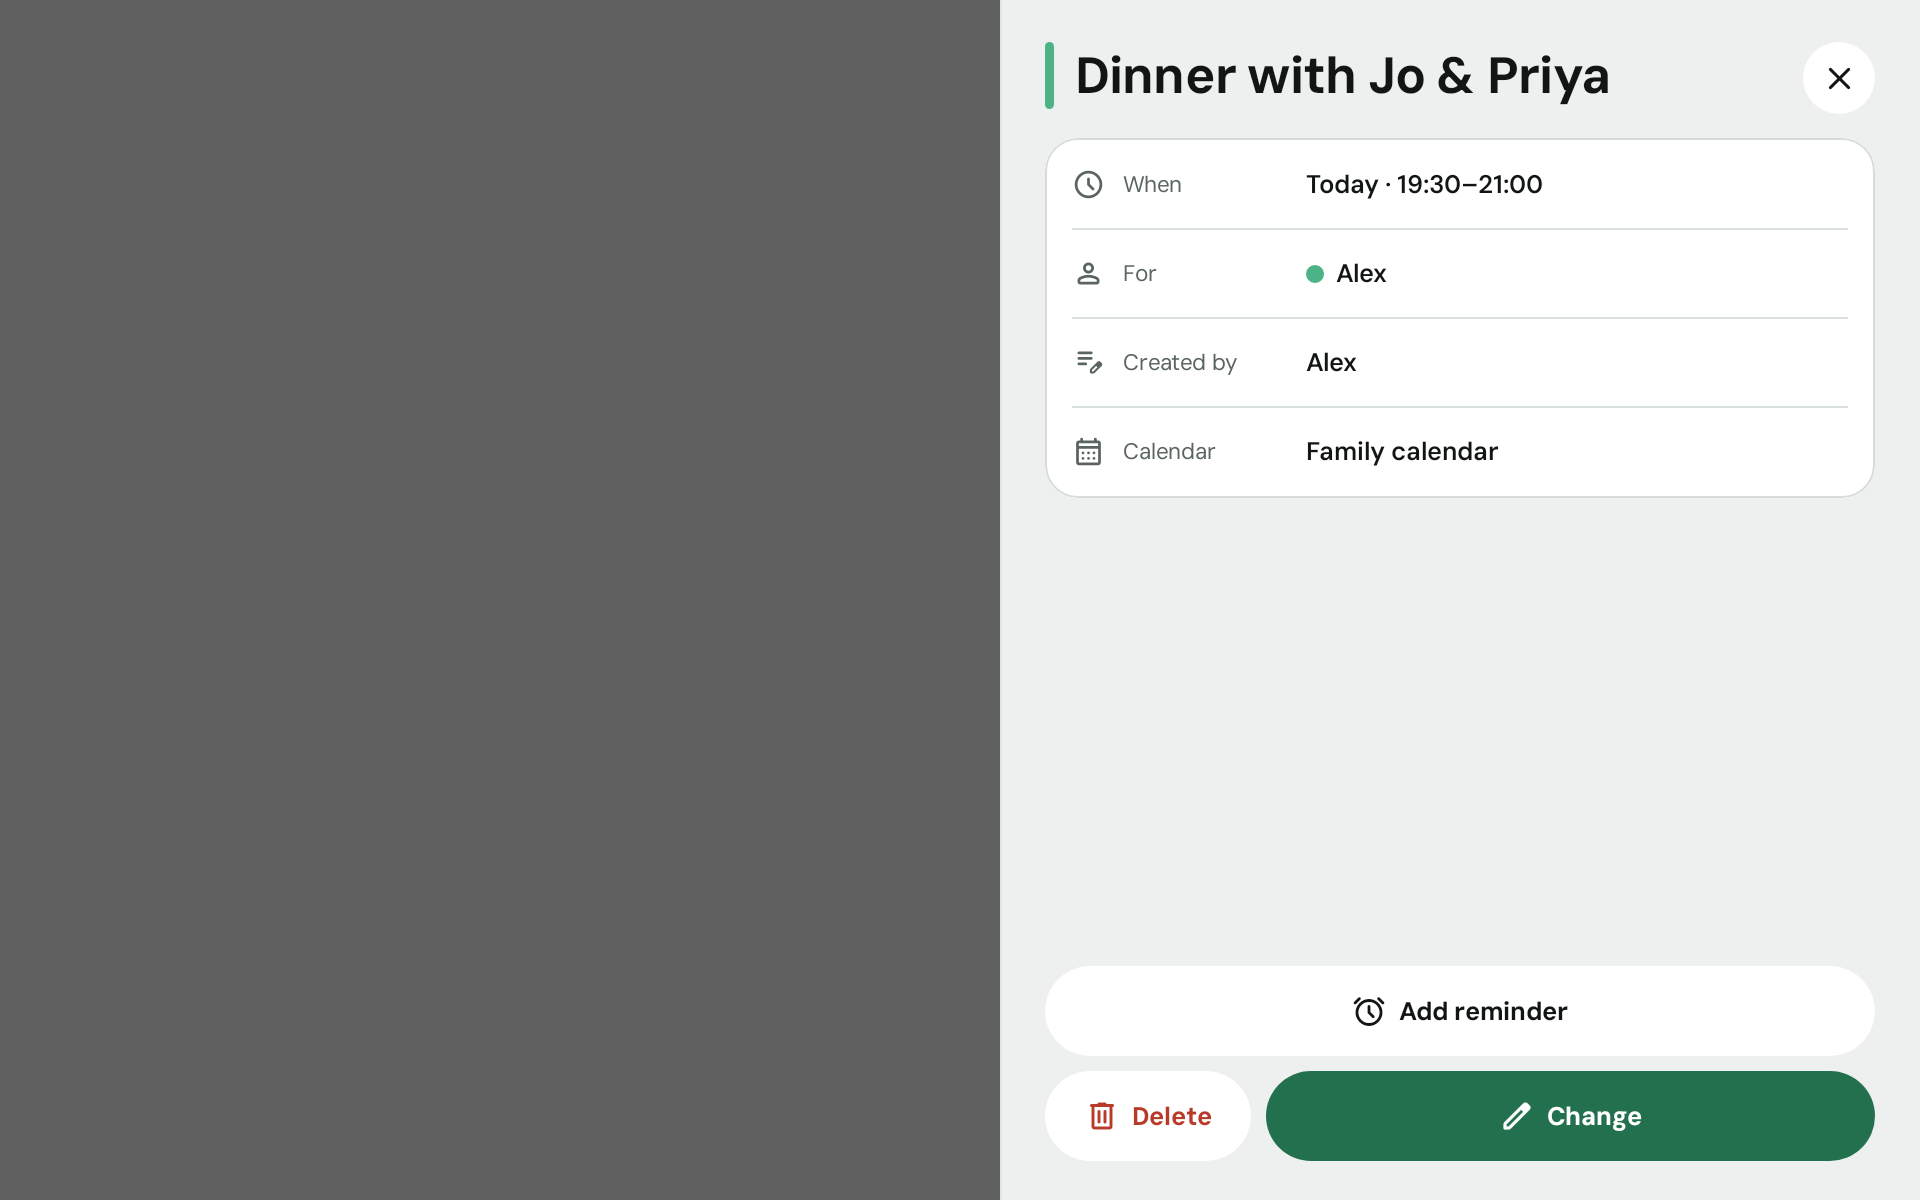 Dinner with Jo & Priya
When Today · 19:30–21:00
For Alex
Created by Alex
Calendar Family calendar
Add reminder
Delete Change